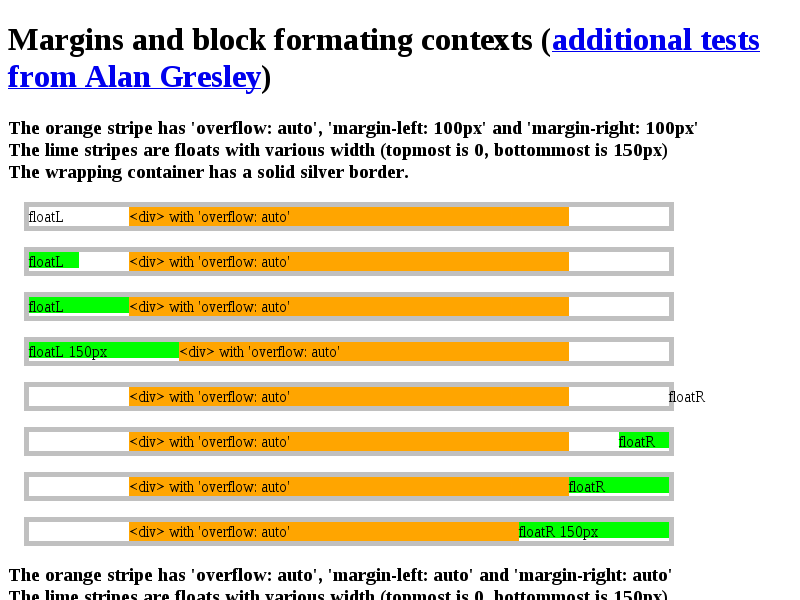 Margins and block formating contexts (additional tests
from Alan Gresley)
The orange stripe has 'overflow: auto', 'margin-left: 100px' and 'margin-right: 100px'
The lime stripes are floats with various width (topmost is 0, bottommost is 150px)
The wrapping container has a solid silver border.
floatL <div> with 'overflow: auto'
floatL <div> with 'overflow: auto'
floatL <div> with 'overflow: auto'
floatL 150px <div> with 'overflow: auto'
<div> with 'overflow: auto' floatR
<div> with 'overflow: auto' floatR
<div> with 'overflow: auto' floatR
<div> with 'overflow: auto' floatR 150px
The orange stripe has 'overflow: auto', 'margin-left: auto' and 'margin-right: auto'
The lime stripes are floats with various width (topmost is 0, bottommost is 150px)